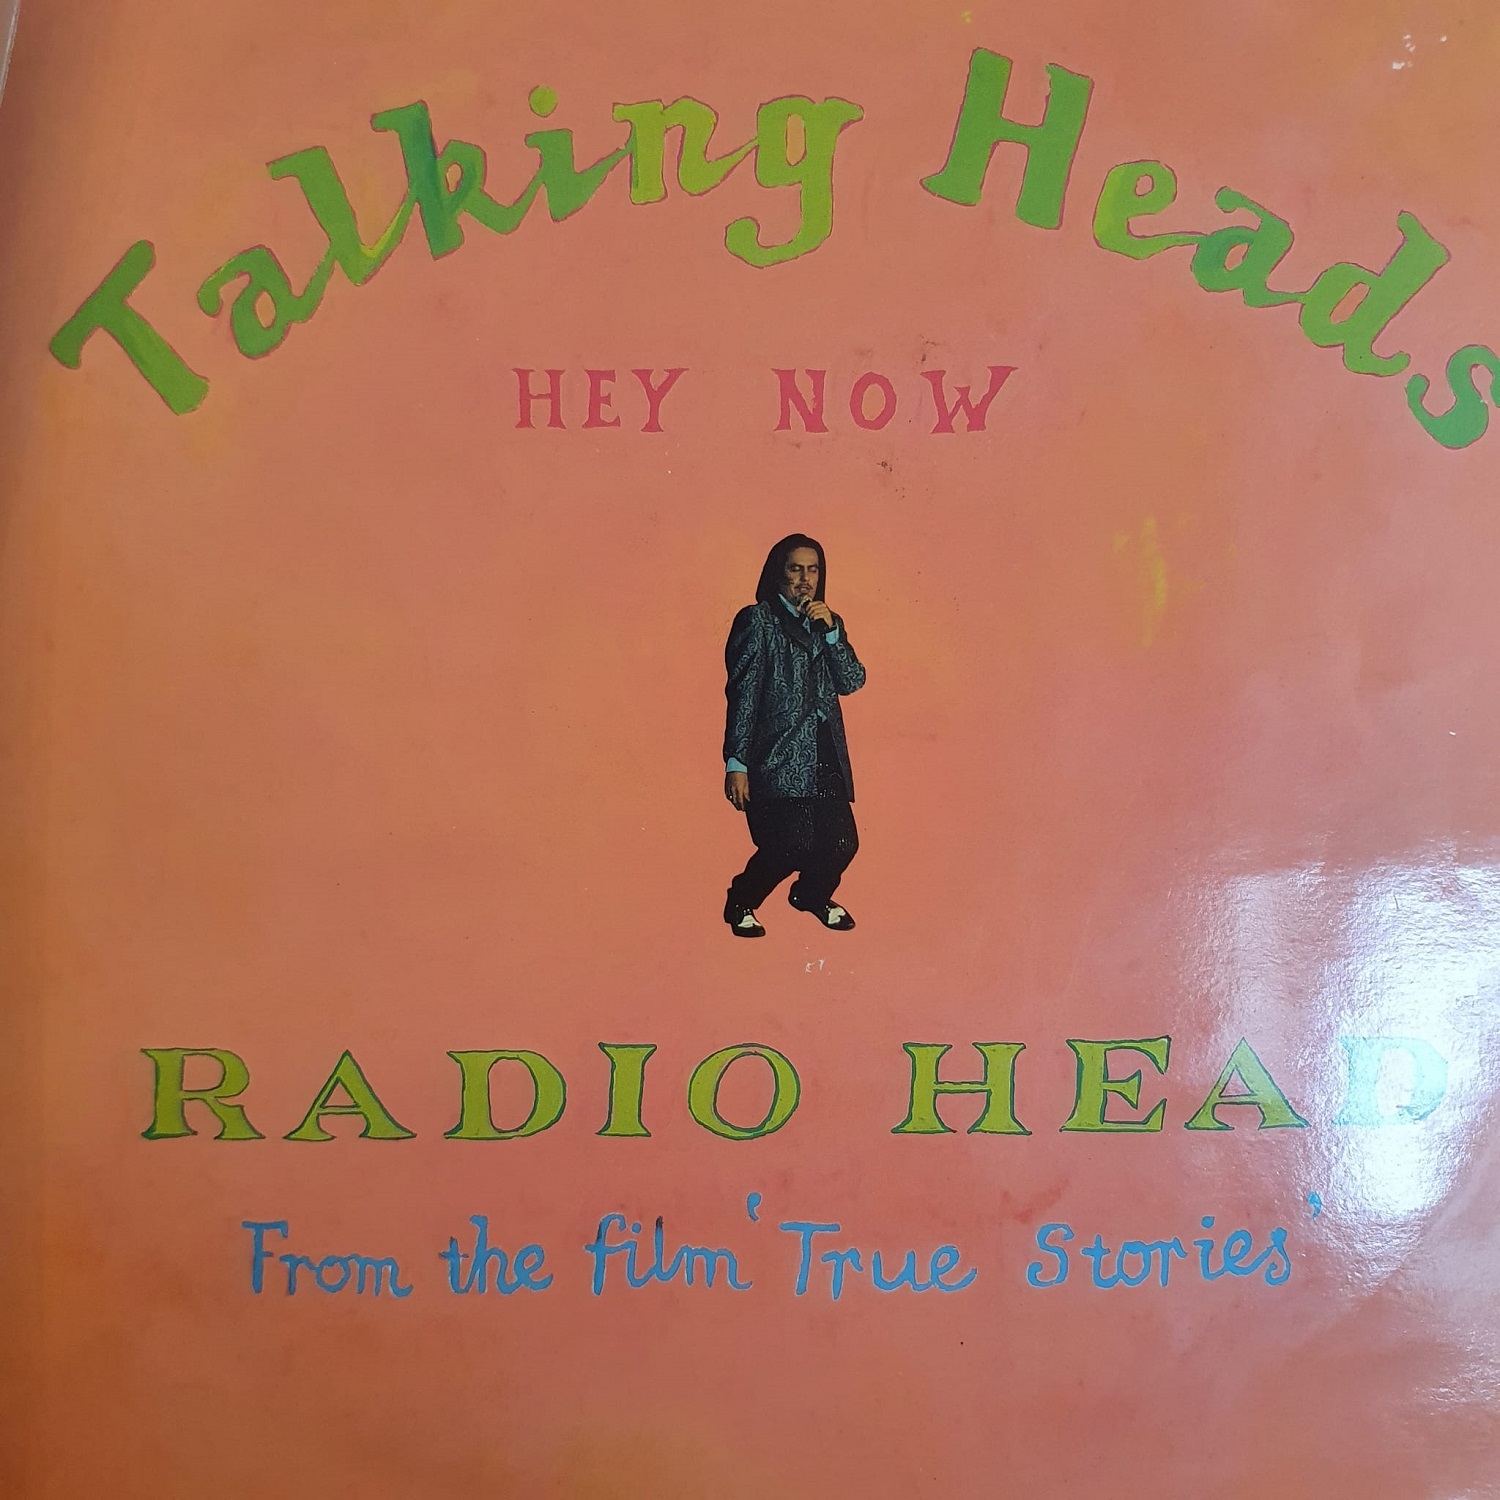 Talking Heads
HEY NOW
RADIO HEAD
From the film 'True Stories'